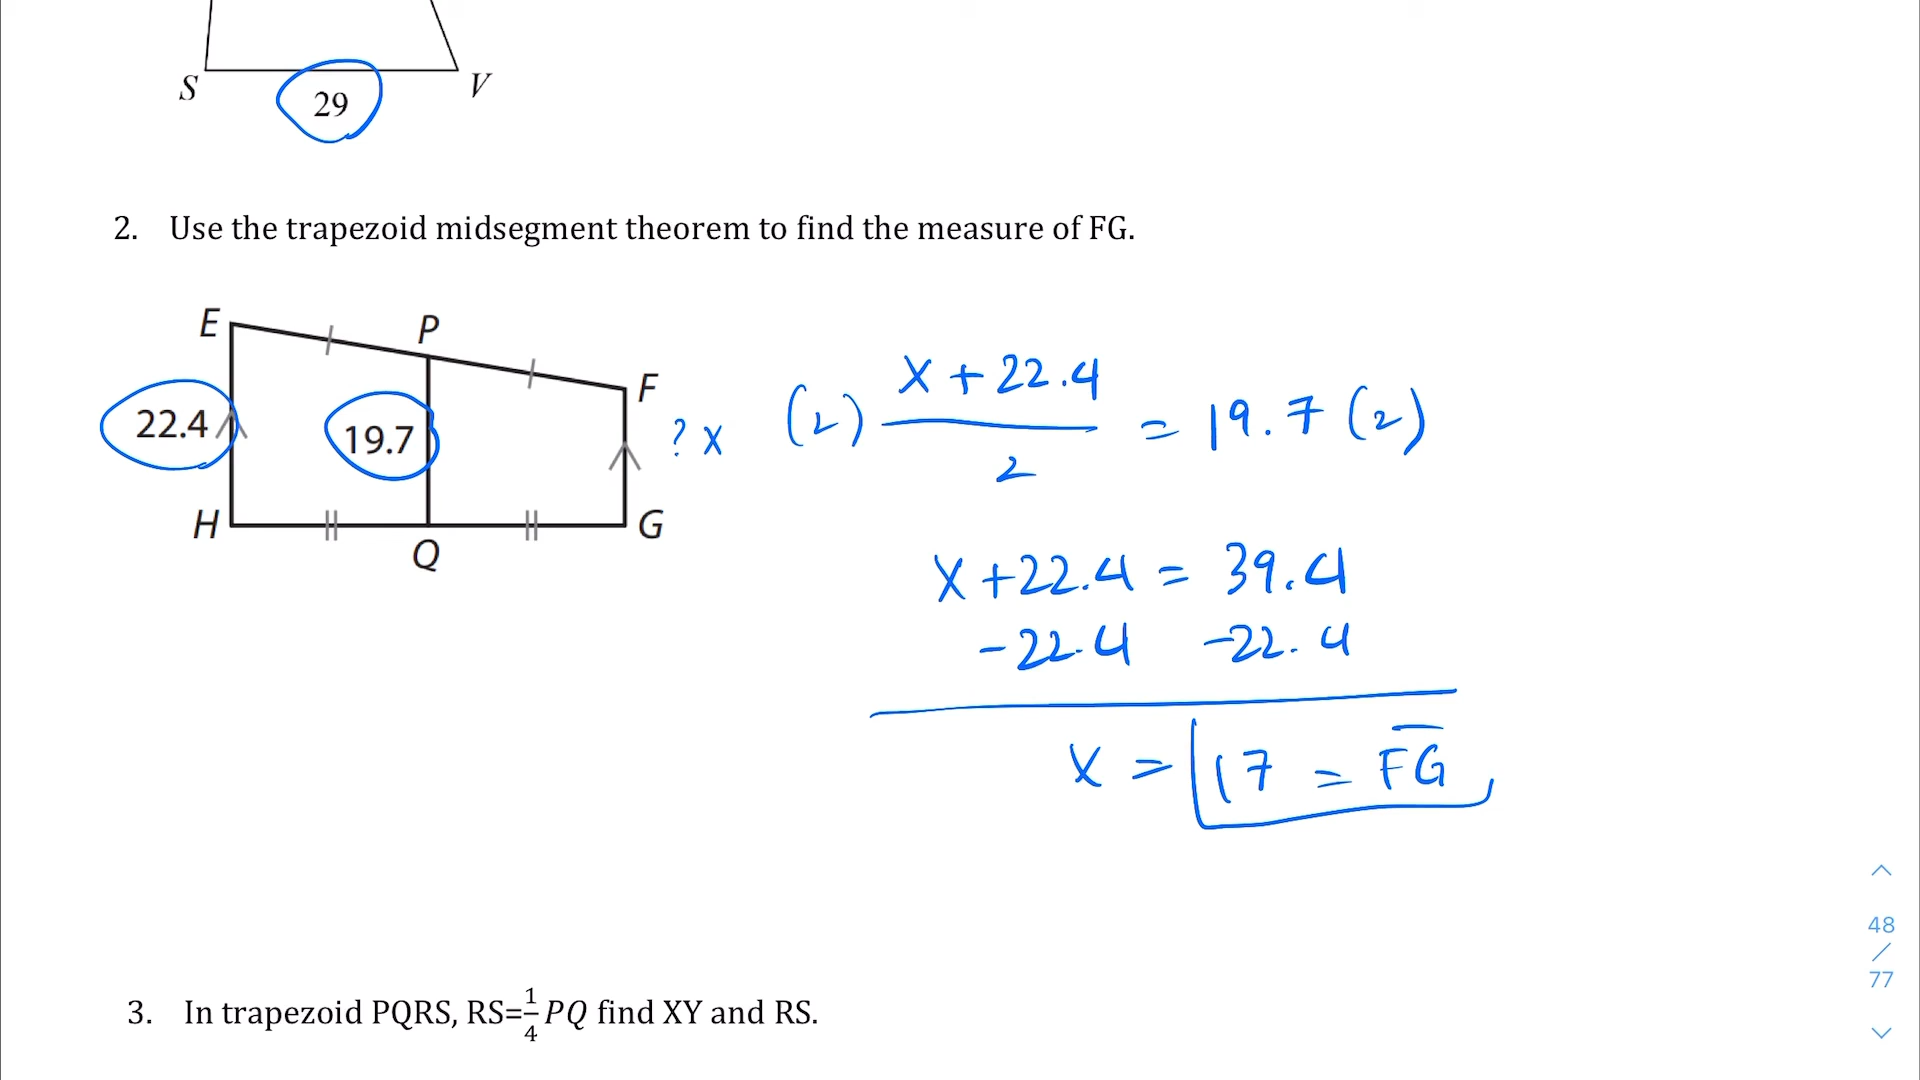 S V
29
2. Use the trapezoid midsegment theorem to find the measure of FG.
E P
F
22.4 19.7
? x
H G
Q
(2) x + 22.4 / 2 = 19.7 (2)
x + 22.4 = 39.4
- 22.4 - 22.4
x = 17 = FG
3. In trapezoid PQRS, RS=1/4 PQ find XY and RS.
48
/
77